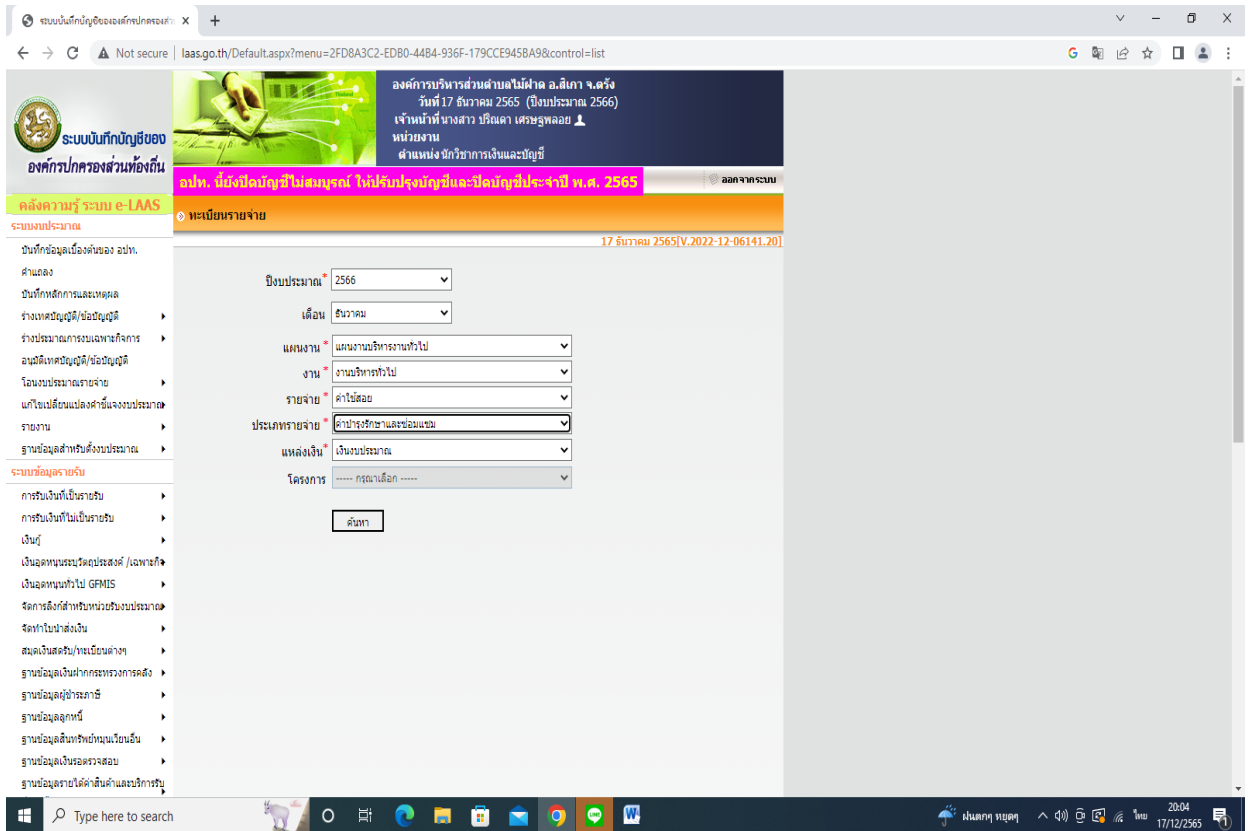 ระบบบันทึกบัญชีขององค์กรปกครองส่วน
Not secure
laas.go.th/Default.aspx?menu=2FD8A3C2-EDB0-44B4-936F-179CCE945BA9&control=list
ระบบบันทึกบัญชีของ
องค์กรปกครองส่วนท้องถิ่น
องค์การบริหารส่วนตำบลไม้ฝาด อ.สิเกา จ.ตรัง
วันที่ 17 ธันวาคม 2565 (ปีงบประมาณ 2566)
เจ้าหน้าที่ นางสาว ปริณดา เศรษฐพลอย
หน่วยงาน
ตำแหน่ง นักวิชาการเงินและบัญชี
อปท. นี้ยังปิดบัญชีไม่สมบูรณ์ ให้ปรับปรุงบัญชีและปิดบัญชีประจำปี พ.ศ. 2565
ออกจากระบบ
คลังความรู้ ระบบ e-LAAS
ทะเบียนรายจ่าย
17 ธันวาคม 2565[V.2022-12-06141.20]
ระบบงบประมาณ
บันทึกข้อมูลเบื้องต้นของ อปท.
คำแถลง
บันทึกหลักการและเหตุผล
ร่างเทศบัญญัติ/ข้อบัญญัติ
ร่างประมาณการงบเฉพาะกิจการ
อนุมัติเทศบัญญัติ/ข้อบัญญัติ
โอนงบประมาณรายจ่าย
แก้ไขเปลี่ยนแปลงคำชี้แจงงบประมาณ
รายงาน
ฐานข้อมูลสำหรับตั้งงบประมาณ
ระบบข้อมูลรายรับ
การรับเงินที่เป็นรายรับ
การรับเงินที่ไม่เป็นรายรับ
เงินกู้
เงินอุดหนุนระบุวัตถุประสงค์ /เฉพาะกิจ
เงินอุดหนุนทั่วไป GFMIS
จัดการลิงก์สำหรับหน่วยรับงบประมาณ
จัดทำใบนำส่งเงิน
สมุดเงินสดรับ/ทะเบียนต่างๆ
ฐานข้อมูลเงินฝากกระทรวงการคลัง
ฐานข้อมูลผู้ชำระภาษี
ฐานข้อมูลลูกหนี้
ฐานข้อมูลสินทรัพย์หมุนเวียนอื่น
ฐานข้อมูลเงินรอตรวจสอบ
ฐานข้อมูลรายได้ค่าสินค้าและบริการรับ
ปีงบประมาณ* 2566
เดือน ธันวาคม
แผนงาน * แผนงานบริหารงานทั่วไป
งาน * งานบริหารทั่วไป
รายจ่าย * ค่าใช้สอย
ประเภทรายจ่าย * ค่าบำรุงรักษาและซ่อมแซม
แหล่งเงิน* เงินงบประมาณ
โครงการ ----- กรุณาเลือก -----
ค้นหา
Type here to search
ฝนตกๆ หยุดๆ
ไทย
20:04
17/12/2565